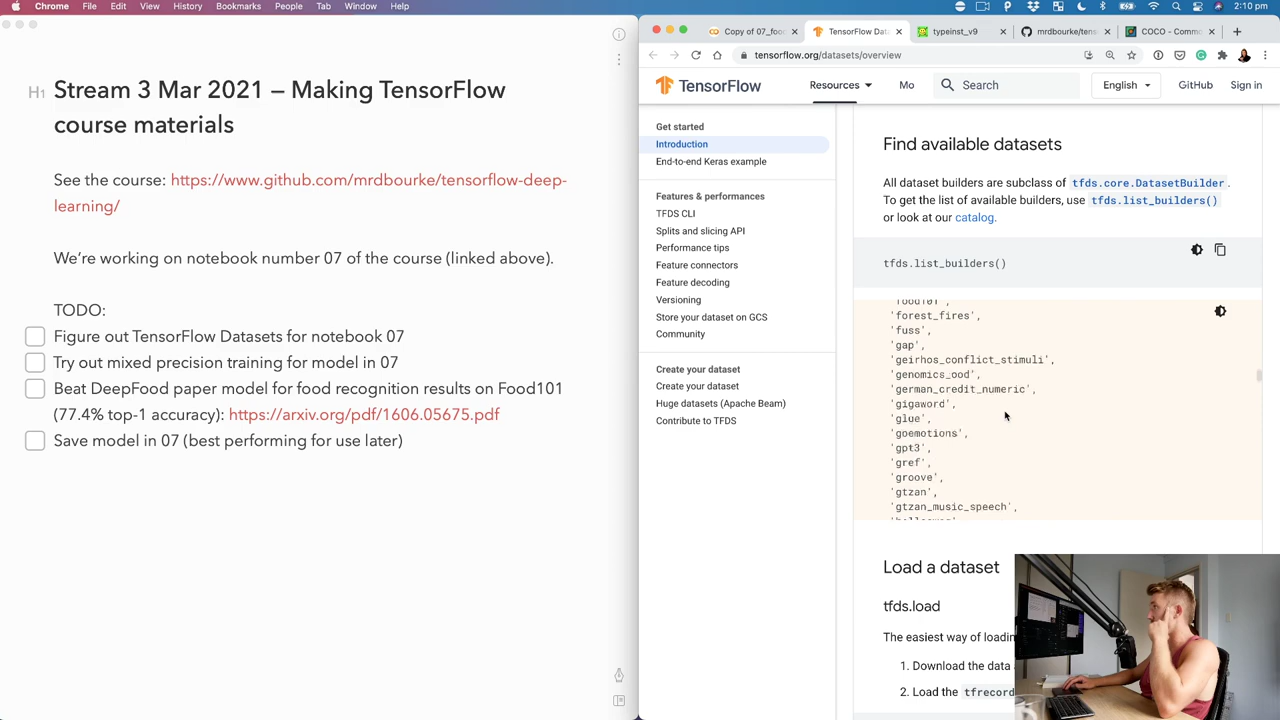 Chrome File Edit View History Bookmarks People Tab Window Help
2:10 pm
H1 Stream 3 Mar 2021 – Making TensorFlow
course materials
See the course: https://www.github.com/mrdbourke/tensorflow-deep-
learning/
We're working on notebook number 07 of the course (linked above).
TODO:
Figure out TensorFlow Datasets for notebook 07
Try out mixed precision training for model in 07
Beat DeepFood paper model for food recognition results on Food101
(77.4% top-1 accuracy): https://arxiv.org/pdf/1606.05675.pdf
Save model in 07 (best performing for use later)
Copy of 07_food
TensorFlow Data
typeinst_v9
mrdbourke/tens
COCO - Commo
tensorflow.org/datasets/overview
TensorFlow
Resources
Mo
Search
English
GitHub
Sign in
Get started
Introduction
End-to-end Keras example
Features & performances
TFDS CLI
Splits and slicing API
Performance tips
Feature connectors
Feature decoding
Versioning
Store your dataset on GCS
Community
Create your dataset
Create your dataset
Huge datasets (Apache Beam)
Contribute to TFDS
Find available datasets
All dataset builders are subclass of tfds.core.DatasetBuilder.
To get the list of available builders, use tfds.list_builders()
or look at our catalog.
tfds.list_builders()
'food101',
'forest_fires',
'fuss',
'gap',
'geirhos_conflict_stimuli',
'genomics_ood',
'german_credit_numeric',
'gigaword',
'glue',
'goemotions',
'gpt3',
'gref',
'groove',
'gtzan',
'gtzan_music_speech',
Load a dataset
tfds.load
The easiest way of loadin
1. Download the data
2. Load the tfrecord